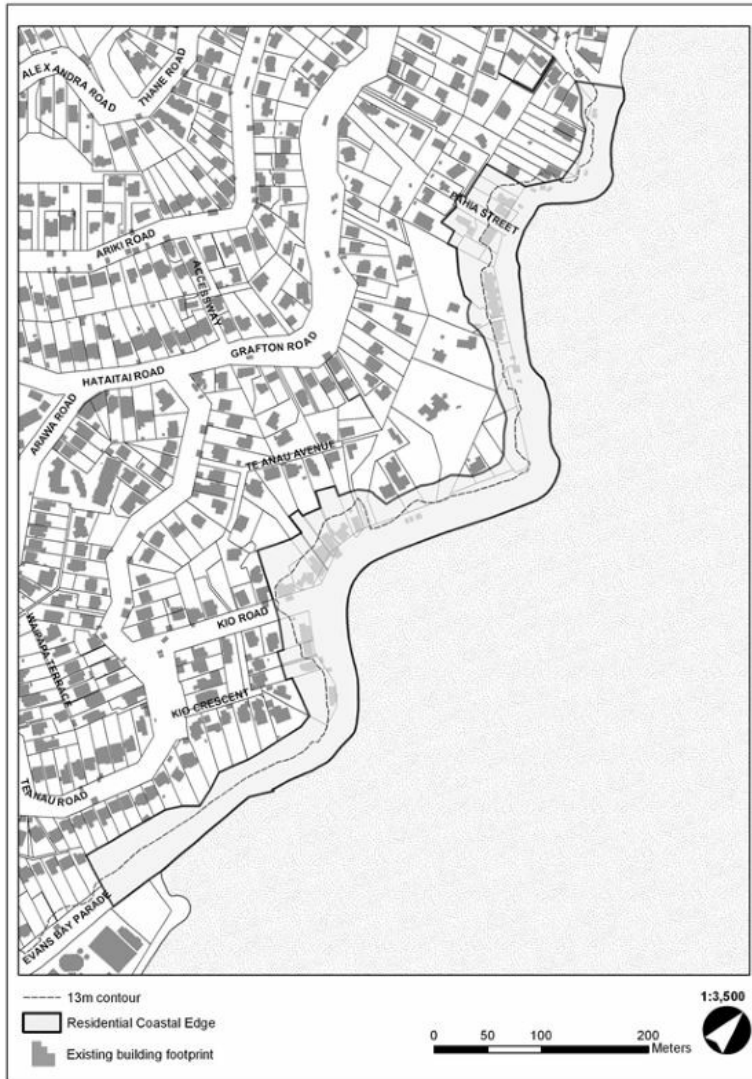 ALEXANDRA ROAD
THANE ROAD
PAHIA STREET
ARIKI ROAD
ACCESSWAY
GRAFTON ROAD
HATAITAI ROAD
ARAWA ROAD
TE ANAU AVENUE
KIO ROAD
WAIPAPA TERRACE
KIO CRESCENT
TEANAU ROAD
EVANS BAY PARADE
13m contour
1:3,500
Residential Coastal Edge
0 50 100 200
Meters
Existing building footprint